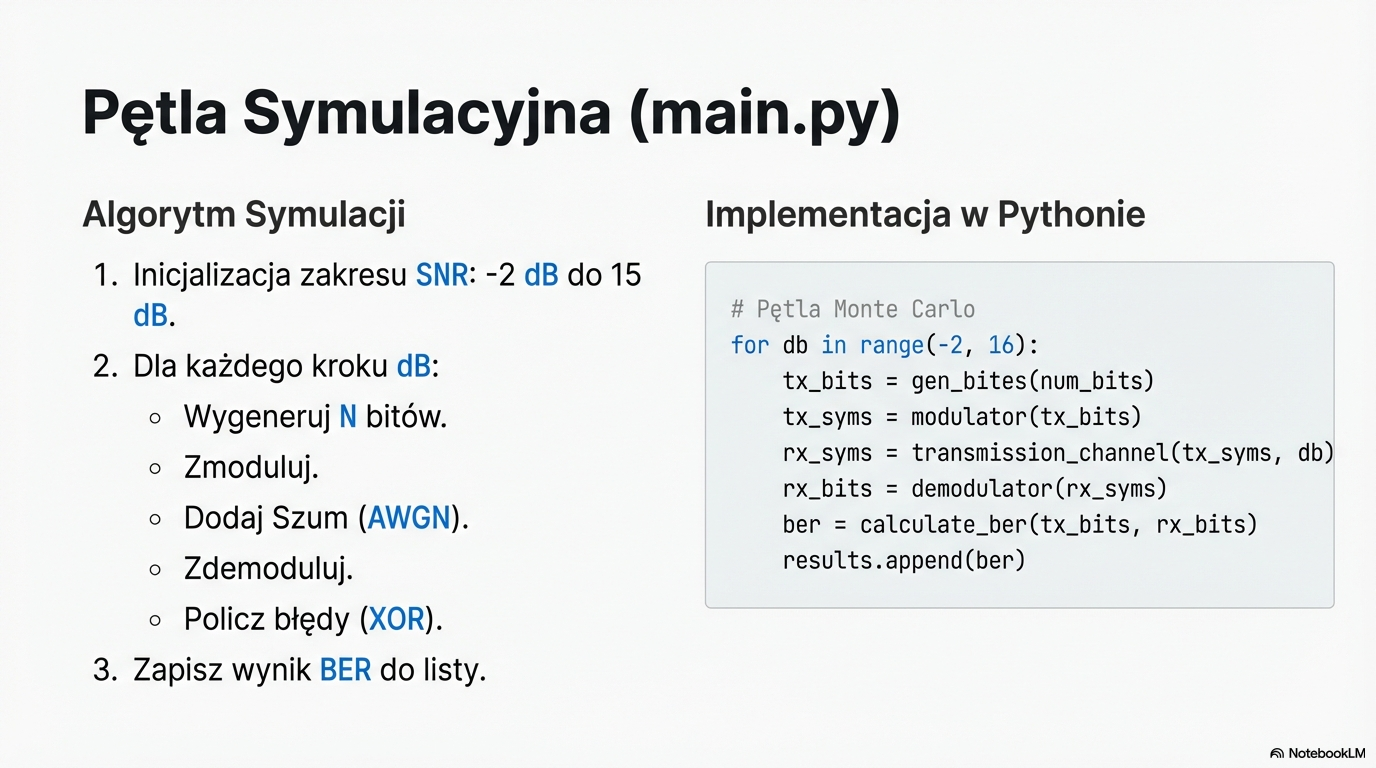 Pętla Symulacyjna (main.py)
Algorytm Symulacji
1. Inicjalizacja zakresu SNR: -2 dB do 15
dB.
2. Dla każdego kroku dB:
○ Wygeneruj N bitów.
○ Zmoduluj.
○ Dodaj Szum (AWGN).
○ Zdemoduluj.
○ Policz błędy (XOR).
3. Zapisz wynik BER do listy.
Implementacja w Pythonie
# Pętla Monte Carlo
for db in range(-2, 16):
    tx_bits = gen_bites(num_bits)
    tx_syms = modulator(tx_bits)
    rx_syms = transmission_channel(tx_syms, db)
    rx_bits = demodulator(rx_syms)
    ber = calculate_ber(tx_bits, rx_bits)
    results.append(ber)
NotebookLM